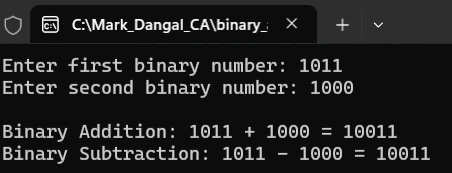 C:\Mark_Dangal_CA\binary_
Enter first binary number: 1011
Enter second binary number: 1000
Binary Addition: 1011 + 1000 = 10011
Binary Subtraction: 1011 - 1000 = 10011